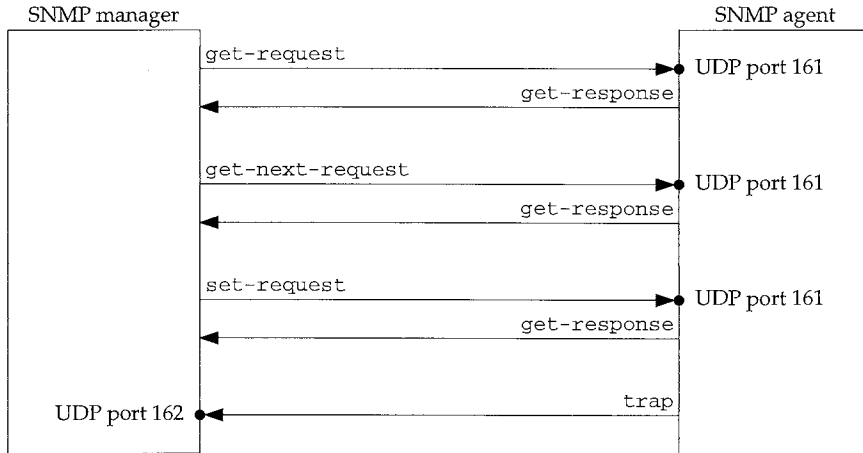 SNMP manager
SNMP agent
get-request
UDP port 161
get-response
get-next-request
UDP port 161
get-response
set-request
UDP port 161
get-response
UDP port 162
trap